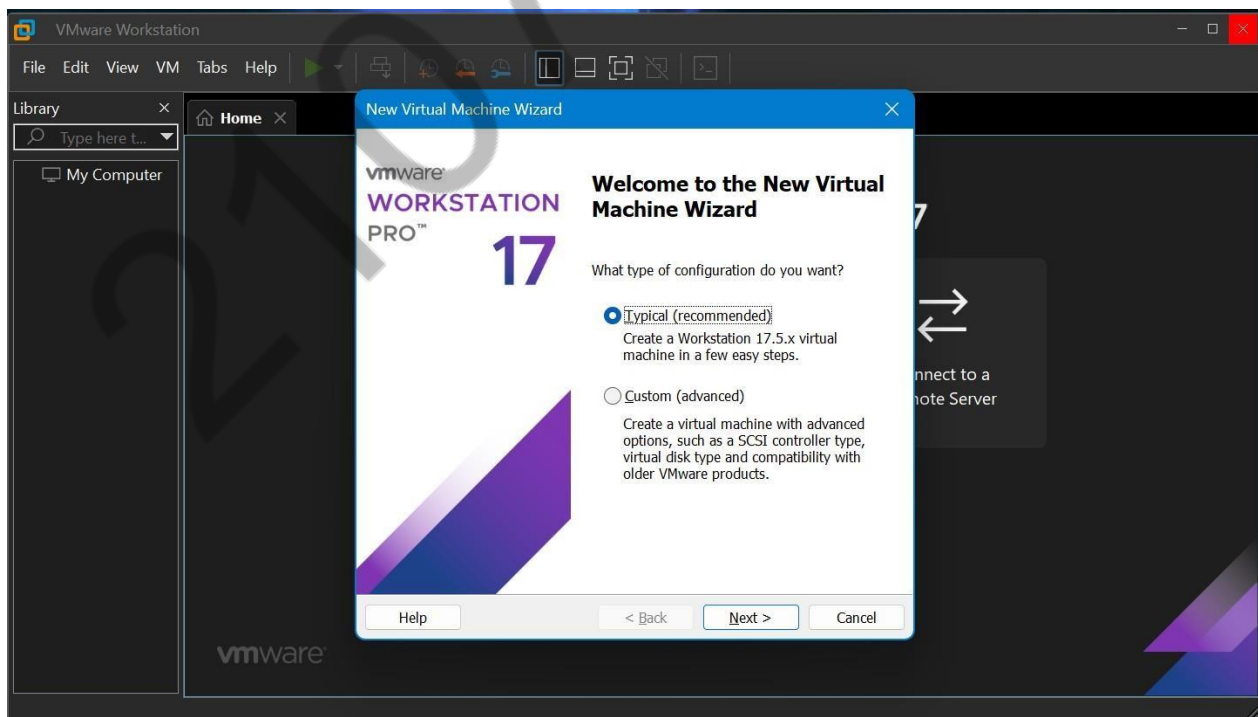 VMware Workstation
File Edit View VM Tabs Help
Library
Home
Type here t...
My Computer
New Virtual Machine Wizard
vmware
WORKSTATION
PRO™
17
Welcome to the New Virtual
Machine Wizard
What type of configuration do you want?
Typical (recommended)
Create a Workstation 17.5.x virtual
machine in a few easy steps.
Custom (advanced)
Create a virtual machine with advanced
options, such as a SCSI controller type,
virtual disk type and compatibility with
older VMware products.
7
nnect to a
note Server
Help
< Back
Next >
Cancel
vmware